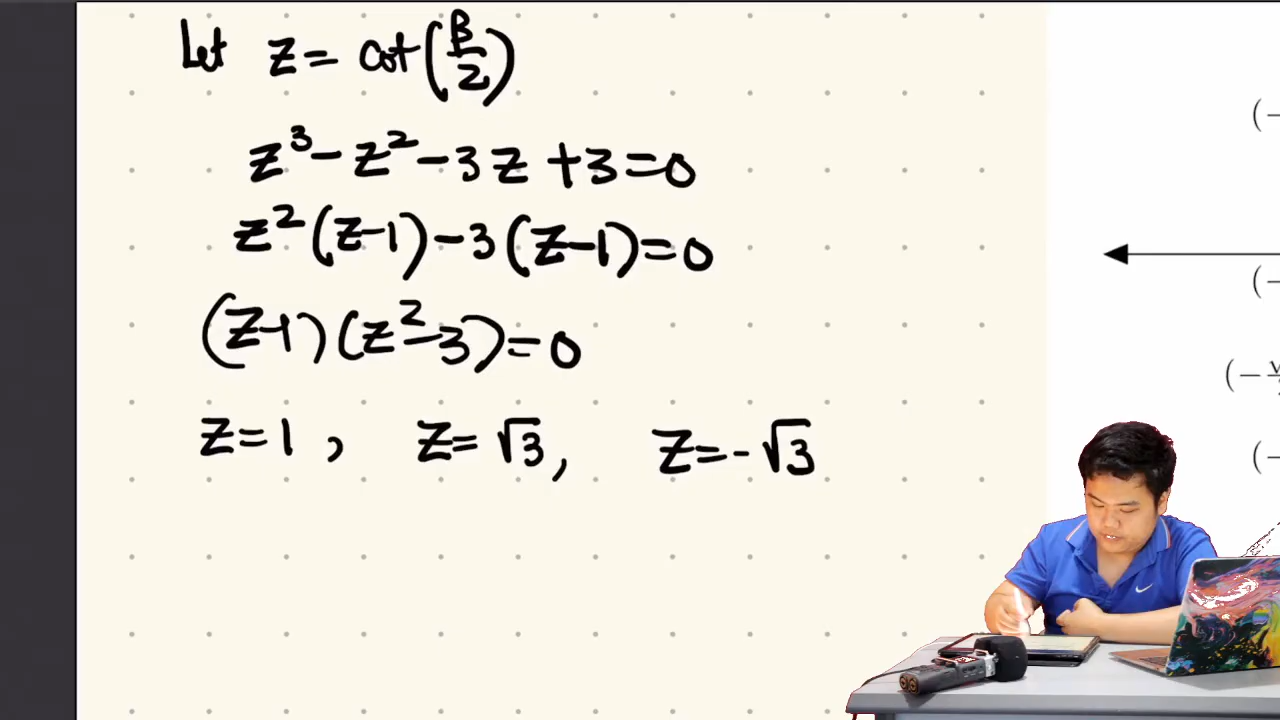 Let z = cot(β/2)
z³ - z² - 3z + 3 = 0
z²(z-1) - 3(z-1) = 0
(z-1)(z²-3) = 0
z = 1, z = √3, z = -√3
(-
(-
(-
(-